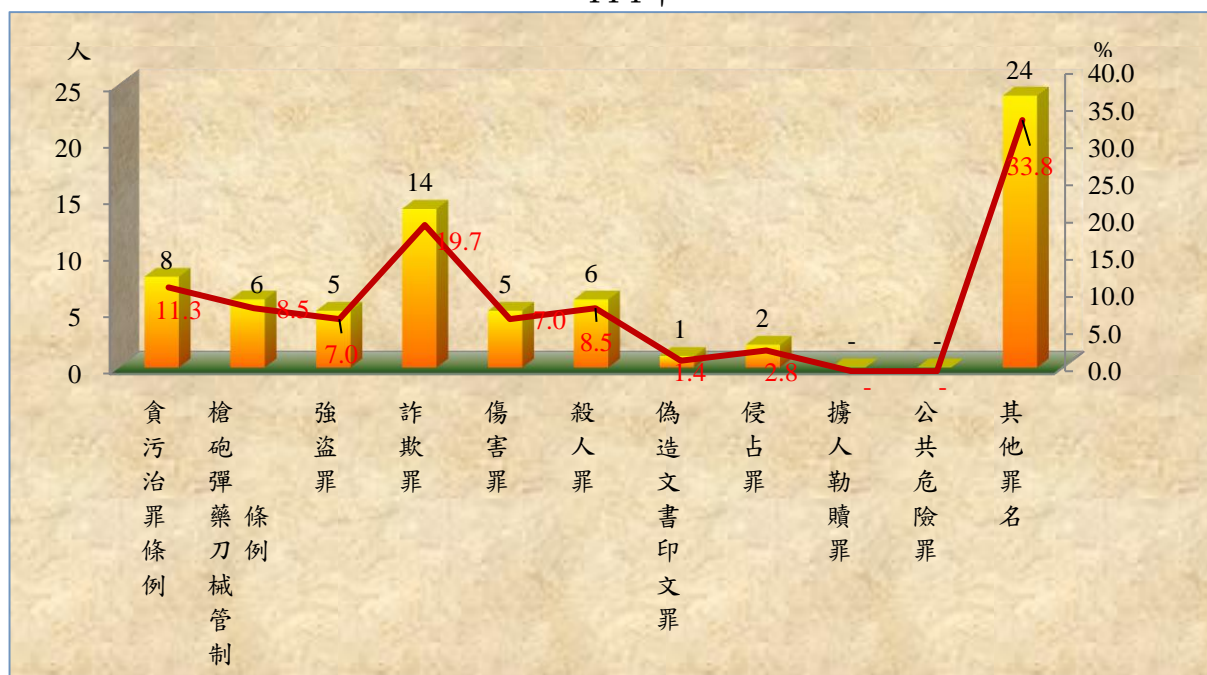 人
%
25
20
15
10
5
0
40.0
35.0
30.0
25.0
20.0
15.0
10.0
5.0
0.0
8
6
5
14
5
6
1
2
-
-
24
11.3
8.5
7.0
19.7
7.0
8.5
1.4
2.8
-
-
33.8
貪污治罪條例
槍砲彈藥刀械管制
條例
強盜罪
詐欺罪
傷害罪
殺人罪
偽造文書印文罪
侵占罪
擄人勒贖罪
公共危險罪
其他罪名